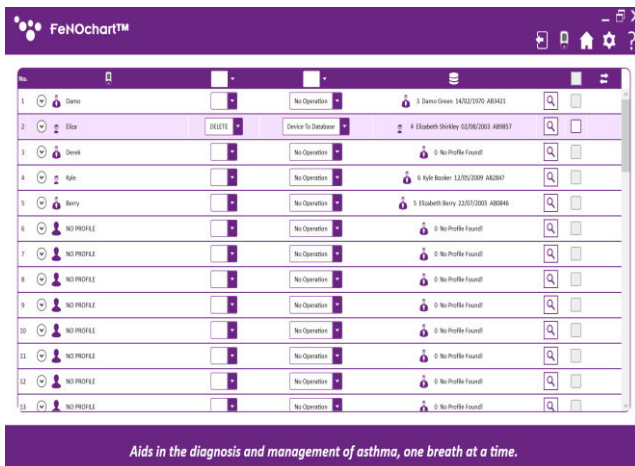 FeNOchart™
?
No.
1 Damo No Operation 3 Damo Green 14/02/1970 AB3421
2 Eliza DELETE Device To Database 4 Elizabeth Shirkley 02/08/2003 AB9857
3 Derek No Operation 0 No Profile Found!
4 Kyle No Operation 6 Kyle Booker 12/05/2009 AB2847
5 Berry No Operation 5 Elizabeth Berry 22/07/2005 AB0846
6 NO PROFILE No Operation 0 No Profile Found!
7 NO PROFILE No Operation 0 No Profile Found!
8 NO PROFILE No Operation 0 No Profile Found!
9 NO PROFILE No Operation 0 No Profile Found!
10 NO PROFILE No Operation 0 No Profile Found!
11 NO PROFILE No Operation 0 No Profile Found!
12 NO PROFILE No Operation 0 No Profile Found!
13 NO PROFILE No Operation 0 No Profile Found!
Aids in the diagnosis and management of asthma, one breath at a time.